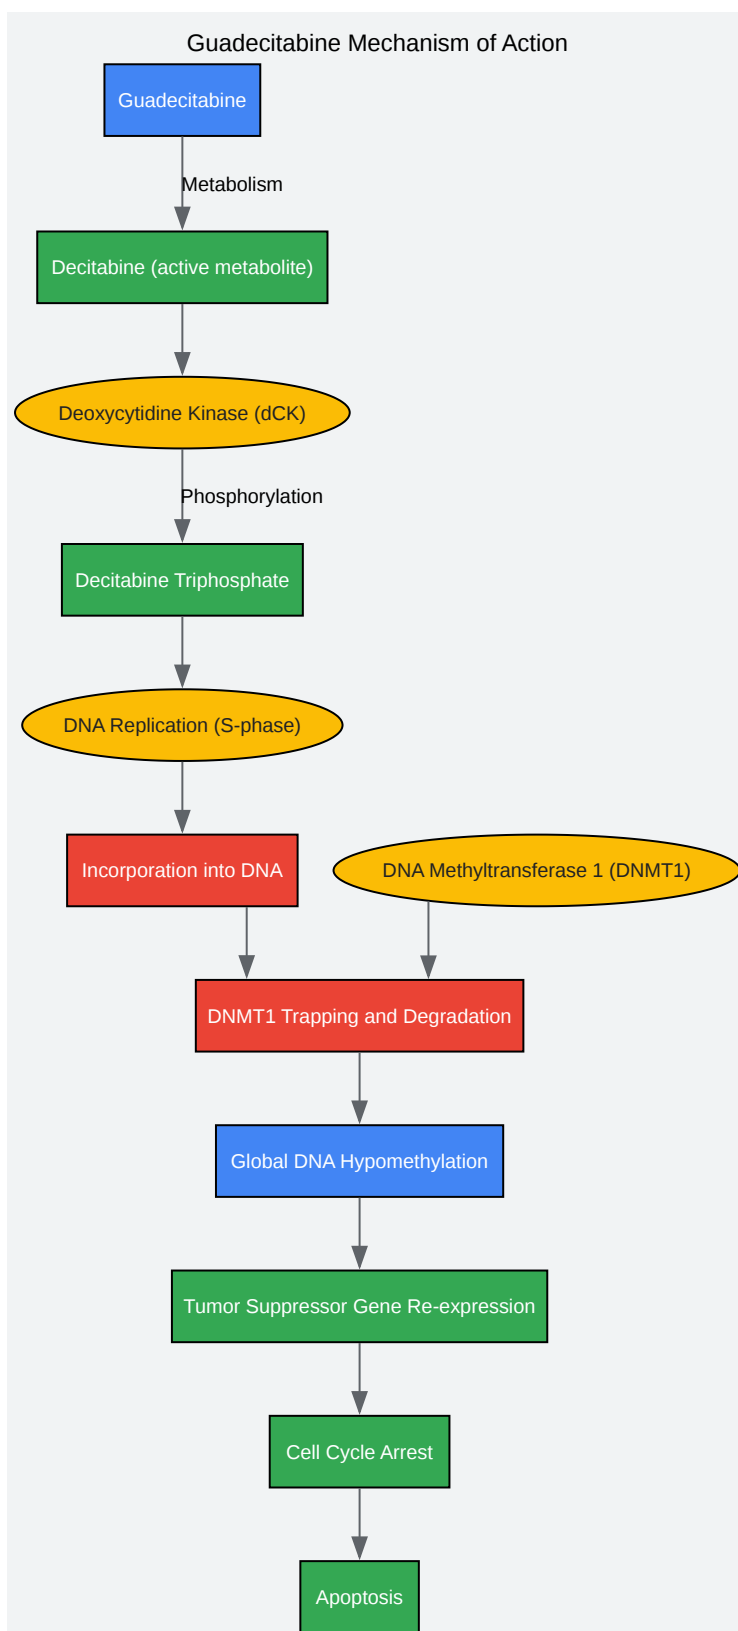 Guadecitabine Mechanism of Action
Guadecitabine
Metabolism
Decitabine (active metabolite)
Deoxycytidine Kinase (dCK)
Phosphorylation
Decitabine Triphosphate
DNA Replication (S-phase)
Incorporation into DNA
DNA Methyltransferase 1 (DNMT1)
DNMT1 Trapping and Degradation
Global DNA Hypomethylation
Tumor Suppressor Gene Re-expression
Cell Cycle Arrest
Apoptosis